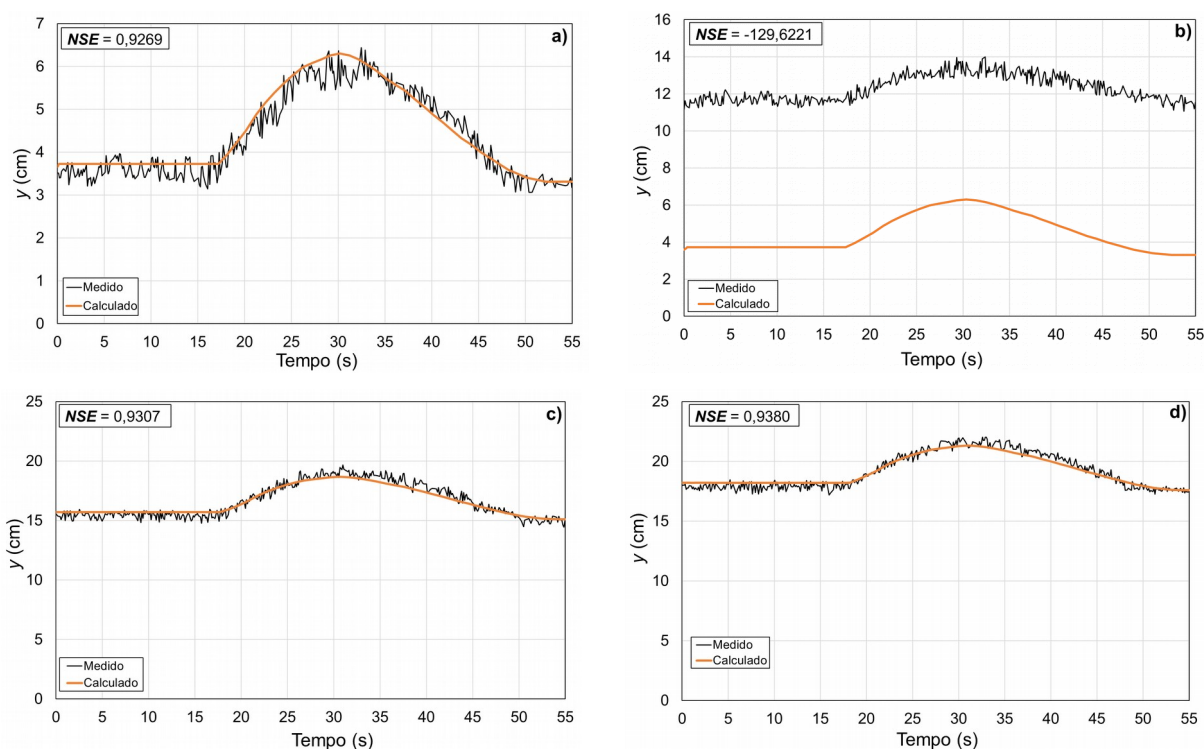 NSE = 0,9269
a)
7
6
5
4
3
2
1
0
y (cm)
Medido
Calculado
0 5 10 15 20 25 30 35 40 45 50 55
Tempo (s)
NSE = -129,6221
b)
16
14
12
10
8
6
4
2
0
y (cm)
Medido
Calculado
0 5 10 15 20 25 30 35 40 45 50 55
Tempo (s)
NSE = 0,9307
c)
25
20
15
10
5
0
y (cm)
Medido
Calculado
0 5 10 15 20 25 30 35 40 45 50 55
Tempo (s)
NSE = 0,9380
d)
25
20
15
10
5
0
y (cm)
Medido
Calculado
0 5 10 15 20 25 30 35 40 45 50 55
Tempo (s)